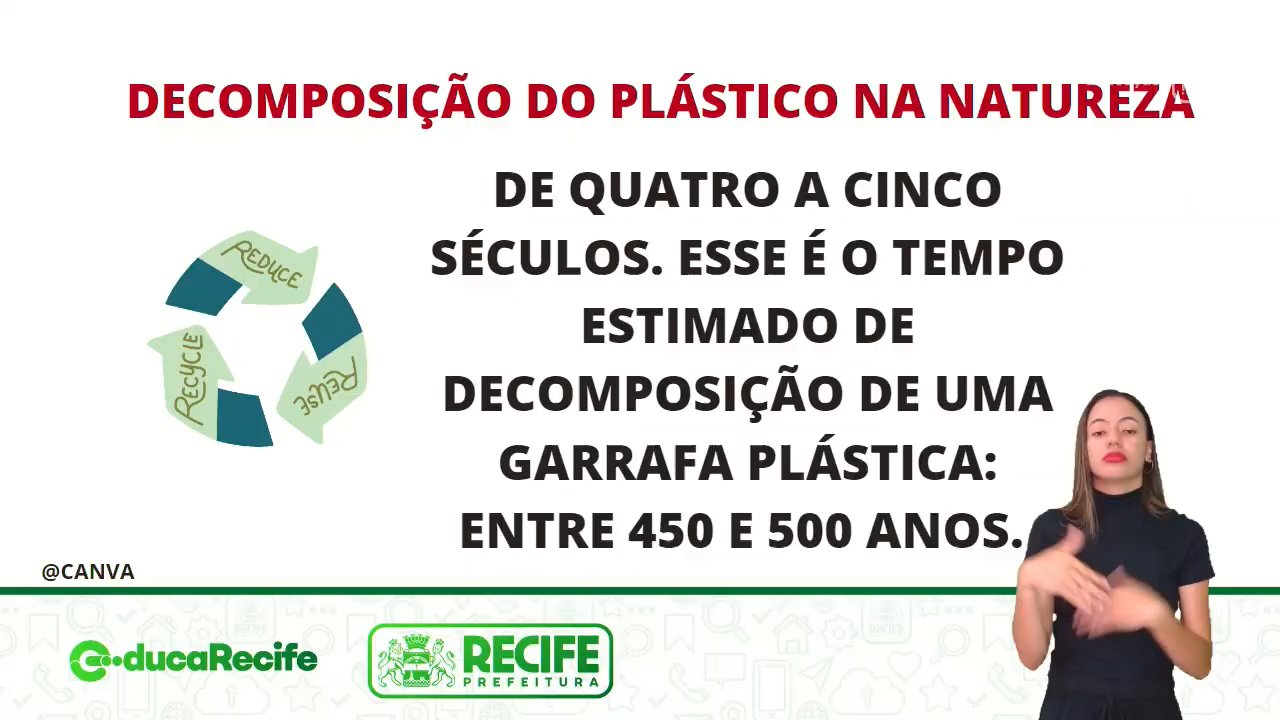 DECOMPOSIÇÃO DO PLÁSTICO NA NATUREZA
DE QUATRO A CINCO
SÉCULOS. ESSE É O TEMPO
ESTIMADO DE
DECOMPOSIÇÃO DE UMA
GARRAFA PLÁSTICA:
ENTRE 450 E 500 ANOS.
REDUCE
REUSE
RECYCLE
@CANVA
ducaRecife
RECIFE
PREFEITURA